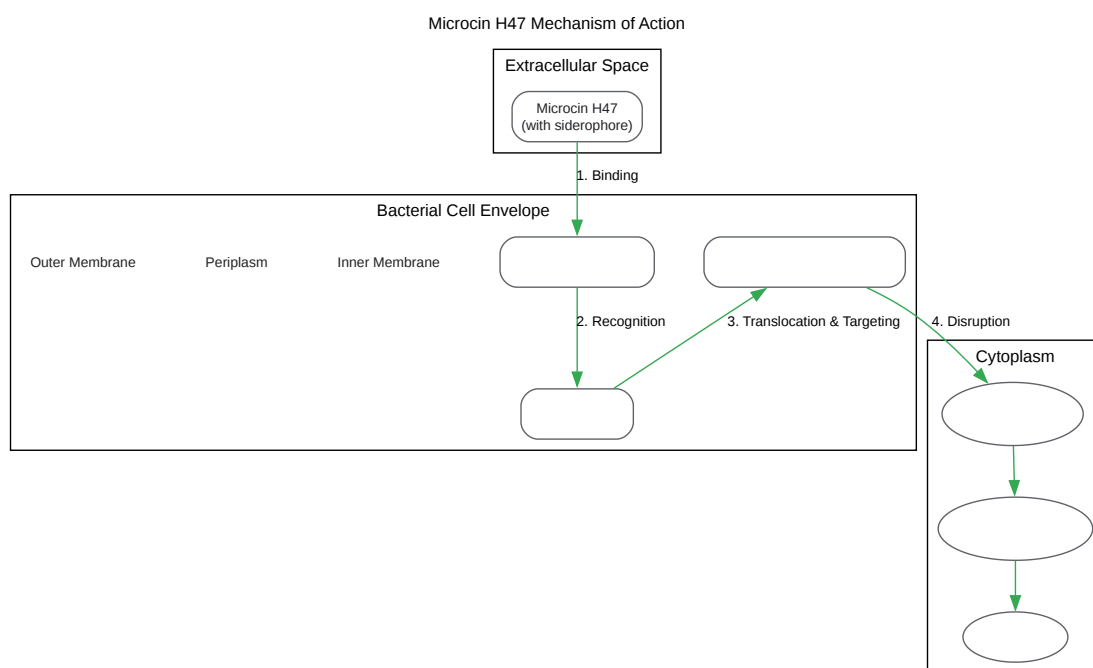 Microcin H47 Mechanism of Action
Extracellular Space
Microcin H47
(with siderophore)
1. Binding
Bacterial Cell Envelope
Outer Membrane
Periplasm
Inner Membrane
2. Recognition
3. Translocation & Targeting
4. Disruption
Cytoplasm